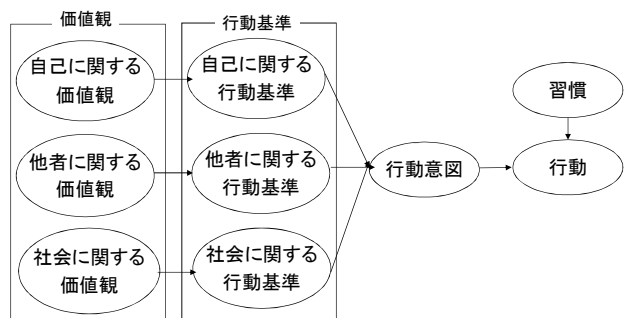 価値観
行動基準
自己に関する
価値観
自己に関する
行動基準
習慣
他者に関する
価値観
他者に関する
行動基準
行動意図
行動
社会に関する
価値観
社会に関する
行動基準